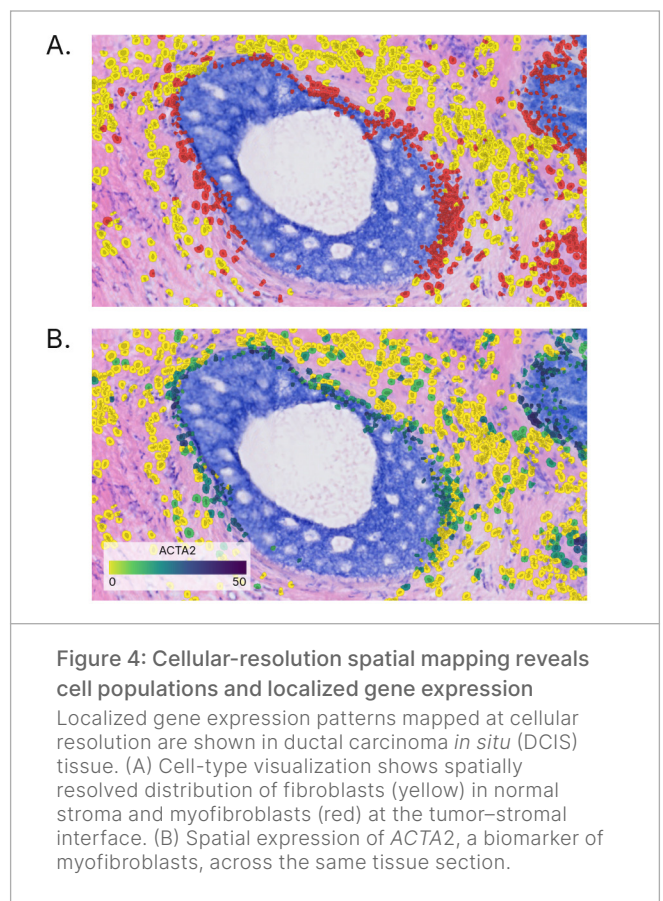 A.
B.
ACTA2
0 50
Figure 4: Cellular-resolution spatial mapping reveals
cell populations and localized gene expression
Localized gene expression patterns mapped at cellular
resolution are shown in ductal carcinoma in situ (DCIS)
tissue. (A) Cell-type visualization shows spatially
resolved distribution of fibroblasts (yellow) in normal
stroma and myofibroblasts (red) at the tumor–stromal
interface. (B) Spatial expression of ACTA2, a biomarker of
myofibroblasts, across the same tissue section.